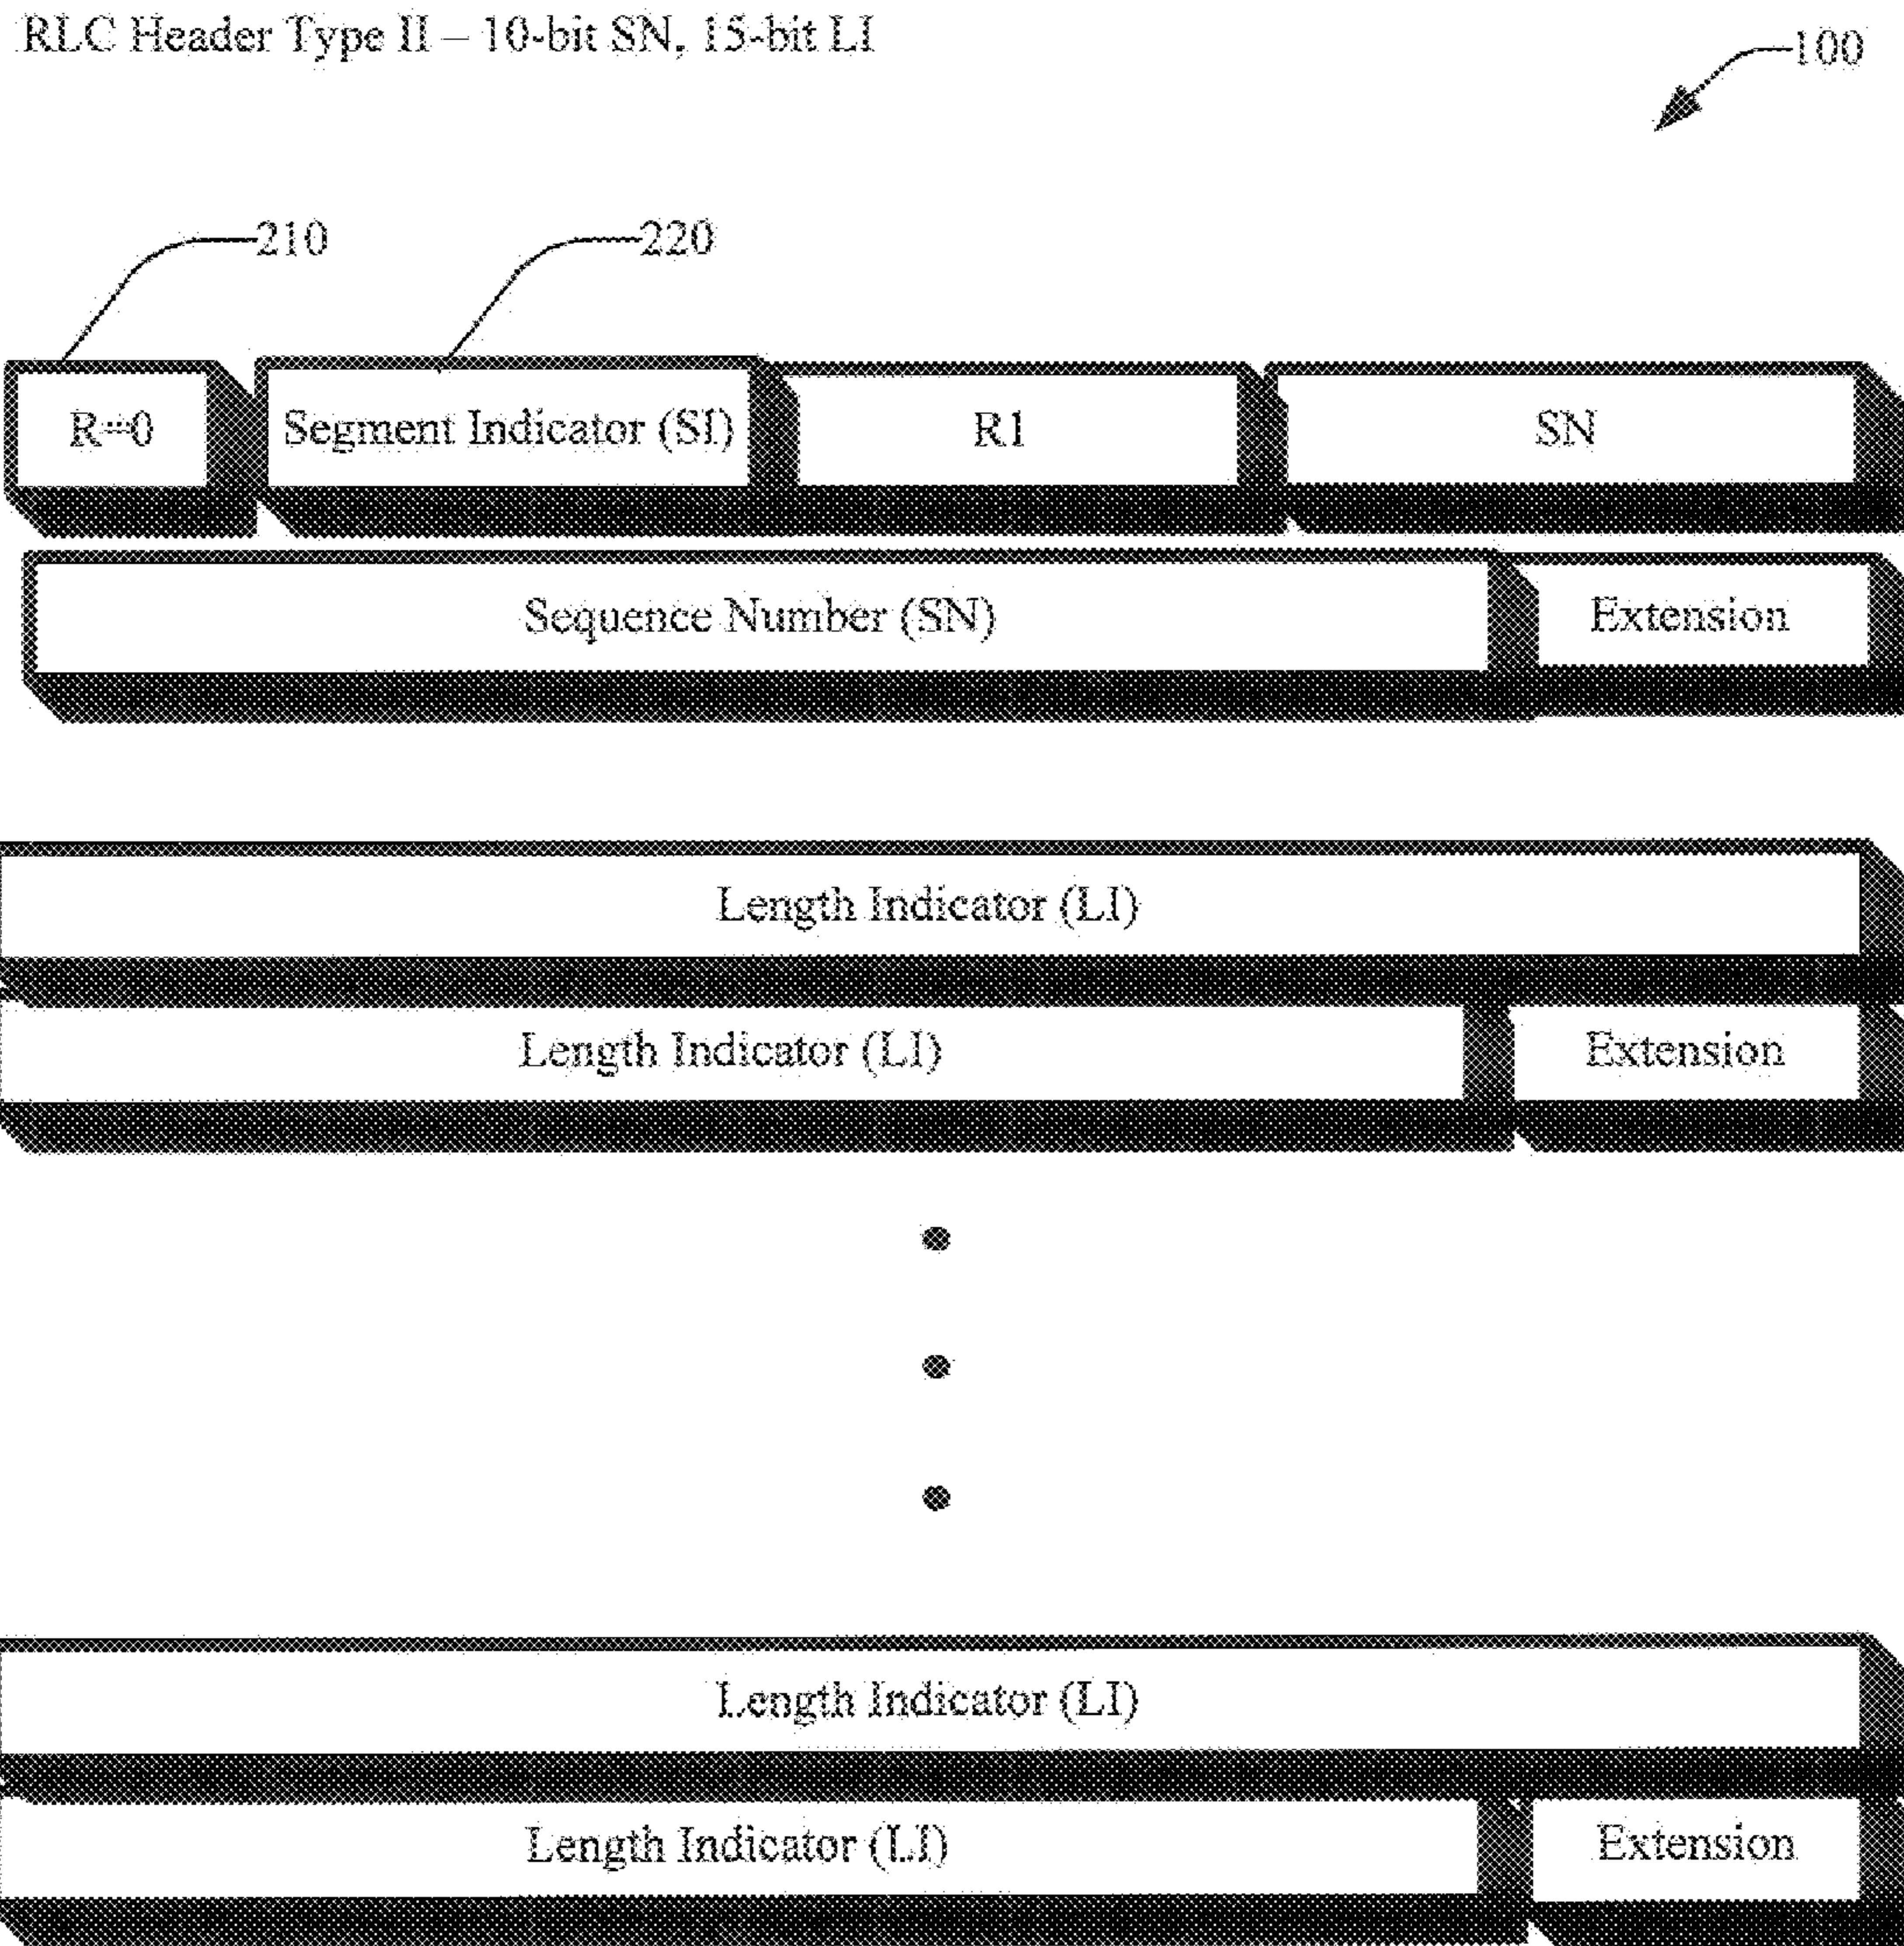 RLC Header Type II – 10-bit SN, 15-bit LI
100
210
220
R=0 Segment Indicator (SI) R1 SN
Sequence Number (SN) Extension
Length Indicator (LI)
Length Indicator (LI) Extension
Length Indicator (LI)
Length Indicator (LI) Extension